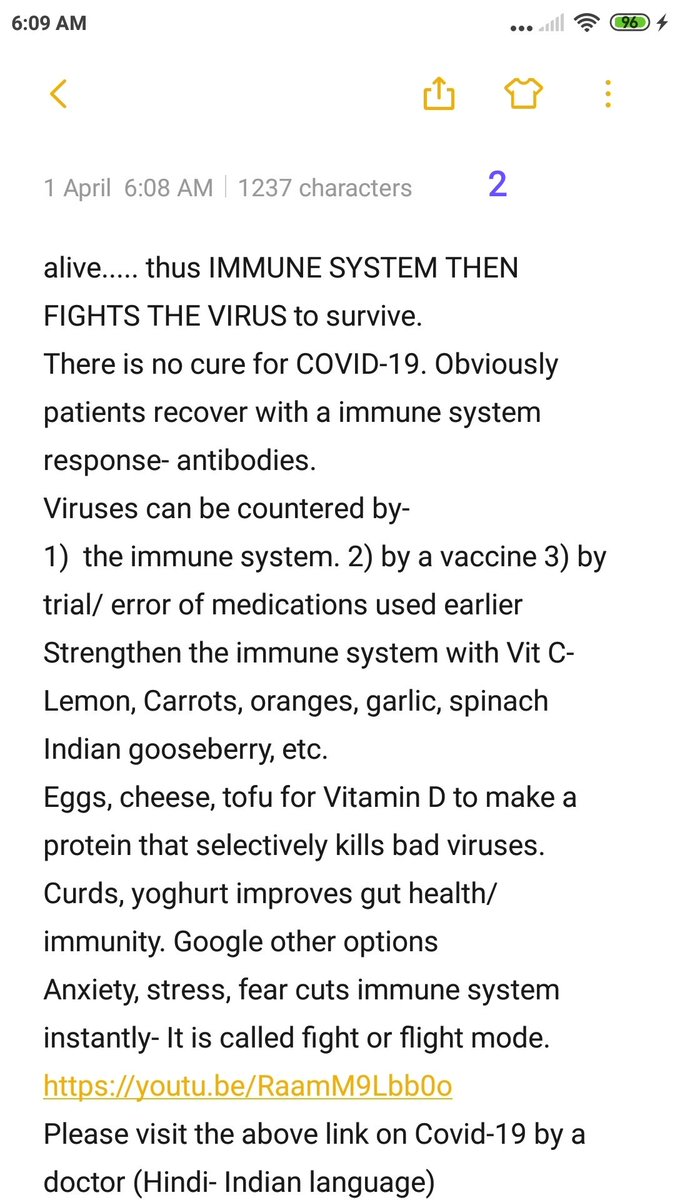 6:09 AM
96
1 April 6:08 AM | 1237 characters
2
alive..... thus IMMUNE SYSTEM THEN
FIGHTS THE VIRUS to survive.
There is no cure for COVID-19. Obviously
patients recover with a immune system
response- antibodies.
Viruses can be countered by-
1)  the immune system. 2) by a vaccine 3) by
trial/ error of medications used earlier
Strengthen the immune system with Vit C-
Lemon, Carrots, oranges, garlic, spinach
Indian gooseberry, etc.
Eggs, cheese, tofu for Vitamin D to make a
protein that selectively kills bad viruses.
Curds, yoghurt improves gut health/
immunity. Google other options
Anxiety, stress, fear cuts immune system
instantly- It is called fight or flight mode.
https://youtu.be/RaamM9Lbb0o
Please visit the above link on Covid-19 by a
doctor (Hindi- Indian language)